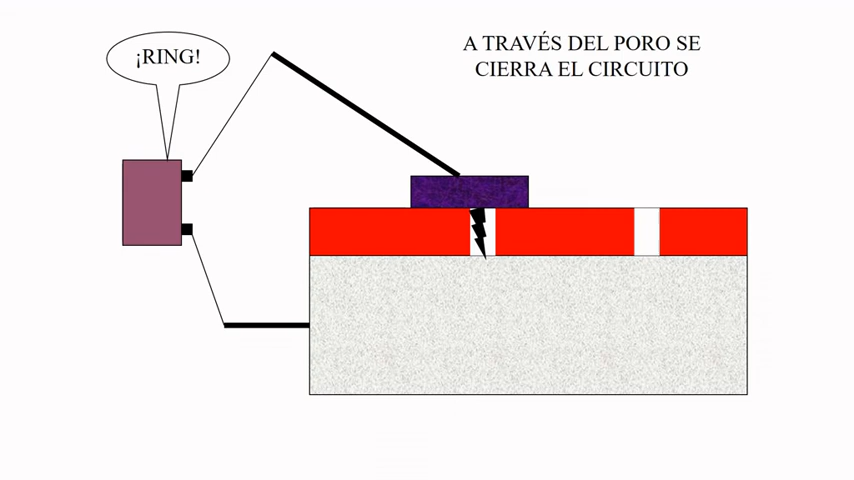 ¡RING!
A TRAVÉS DEL PORO SE
CIERRA EL CIRCUITO